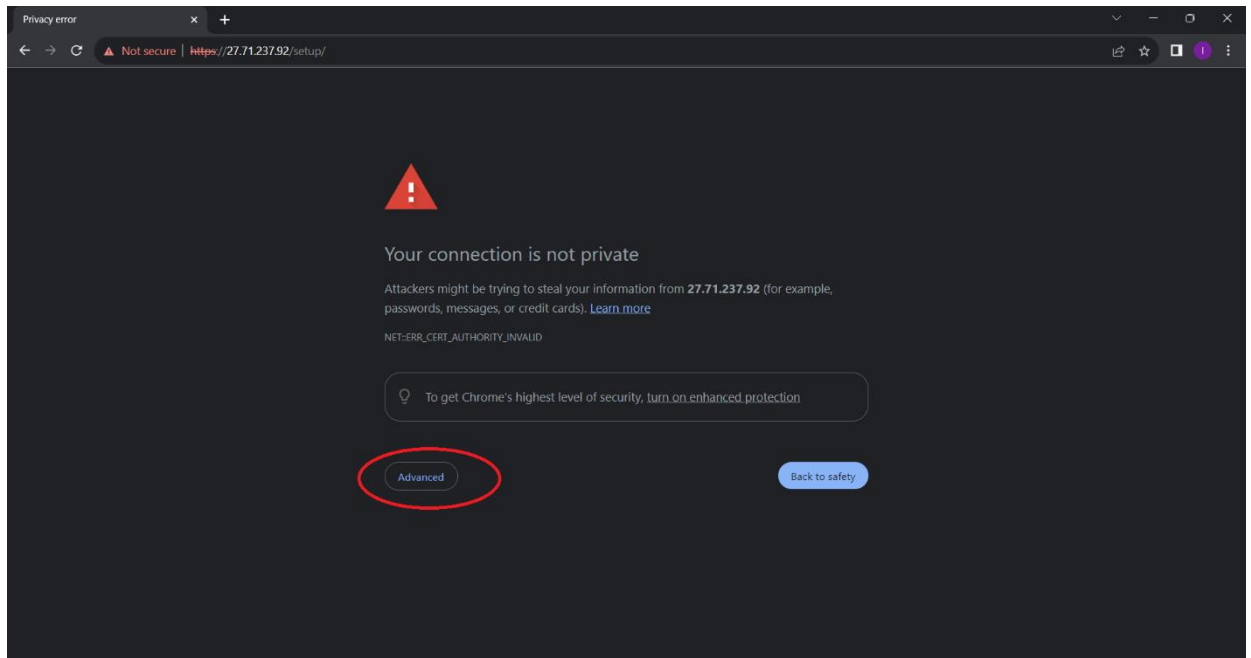 Privacy error
Not secure | https://27.71.237.92/setup/
I
Your connection is not private
Attackers might be trying to steal your information from 27.71.237.92 (for example,
passwords, messages, or credit cards). Learn more
NET::ERR_CERT_AUTHORITY_INVALID
To get Chrome's highest level of security, turn on enhanced protection
Advanced
Back to safety